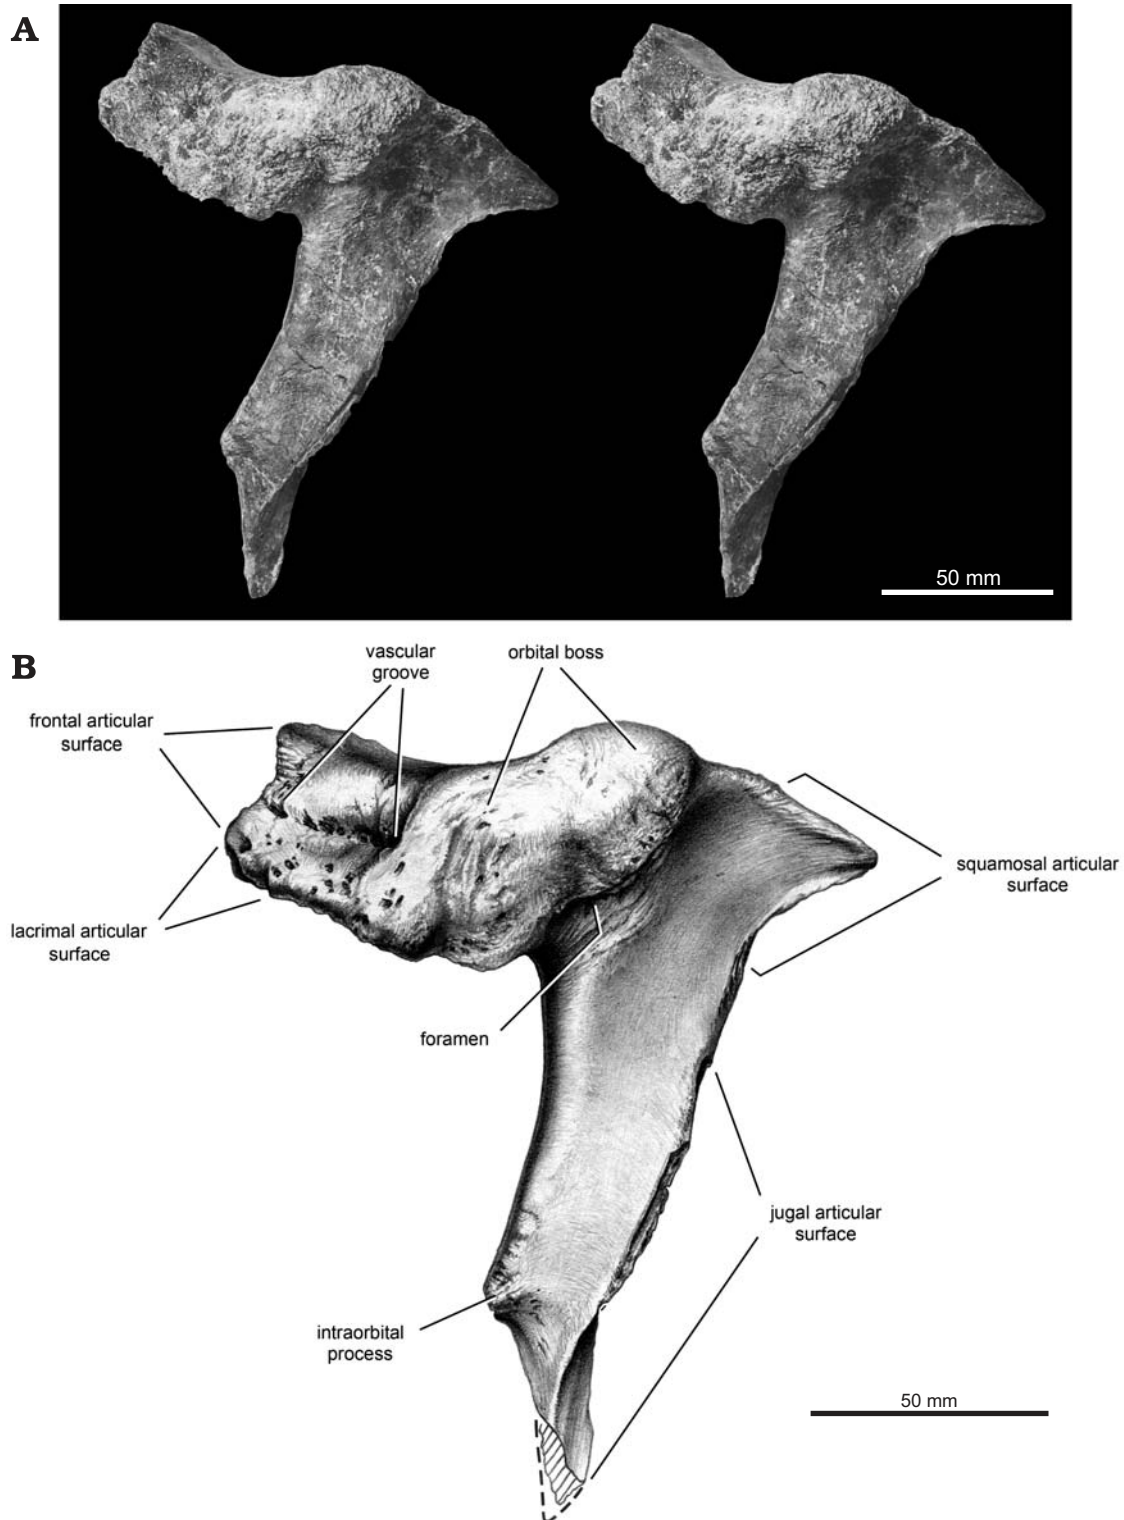 A
50 mm
B
vascular
groove
orbital boss
frontal articular
surface
squamosal articular
surface
lacrimal articular
surface
foramen
jugal articular
surface
intraorbital
process
50 mm